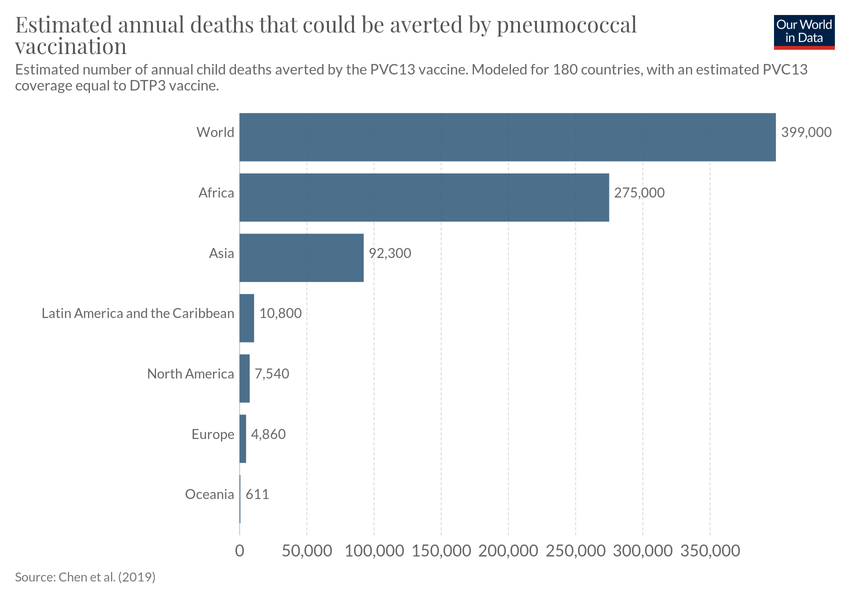 Estimated annual deaths that could be averted by pneumococcal
vaccination
Our World
in Data
Estimated number of annual child deaths averted by the PVC13 vaccine. Modeled for 180 countries, with an estimated PVC13
coverage equal to DTP3 vaccine.
World 399,000
Africa 275,000
Asia 92,300
Latin America and the Caribbean 10,800
North America 7,540
Europe 4,860
Oceania 611
0 50,000 100,000 150,000 200,000 250,000 300,000 350,000
Source: Chen et al. (2019)